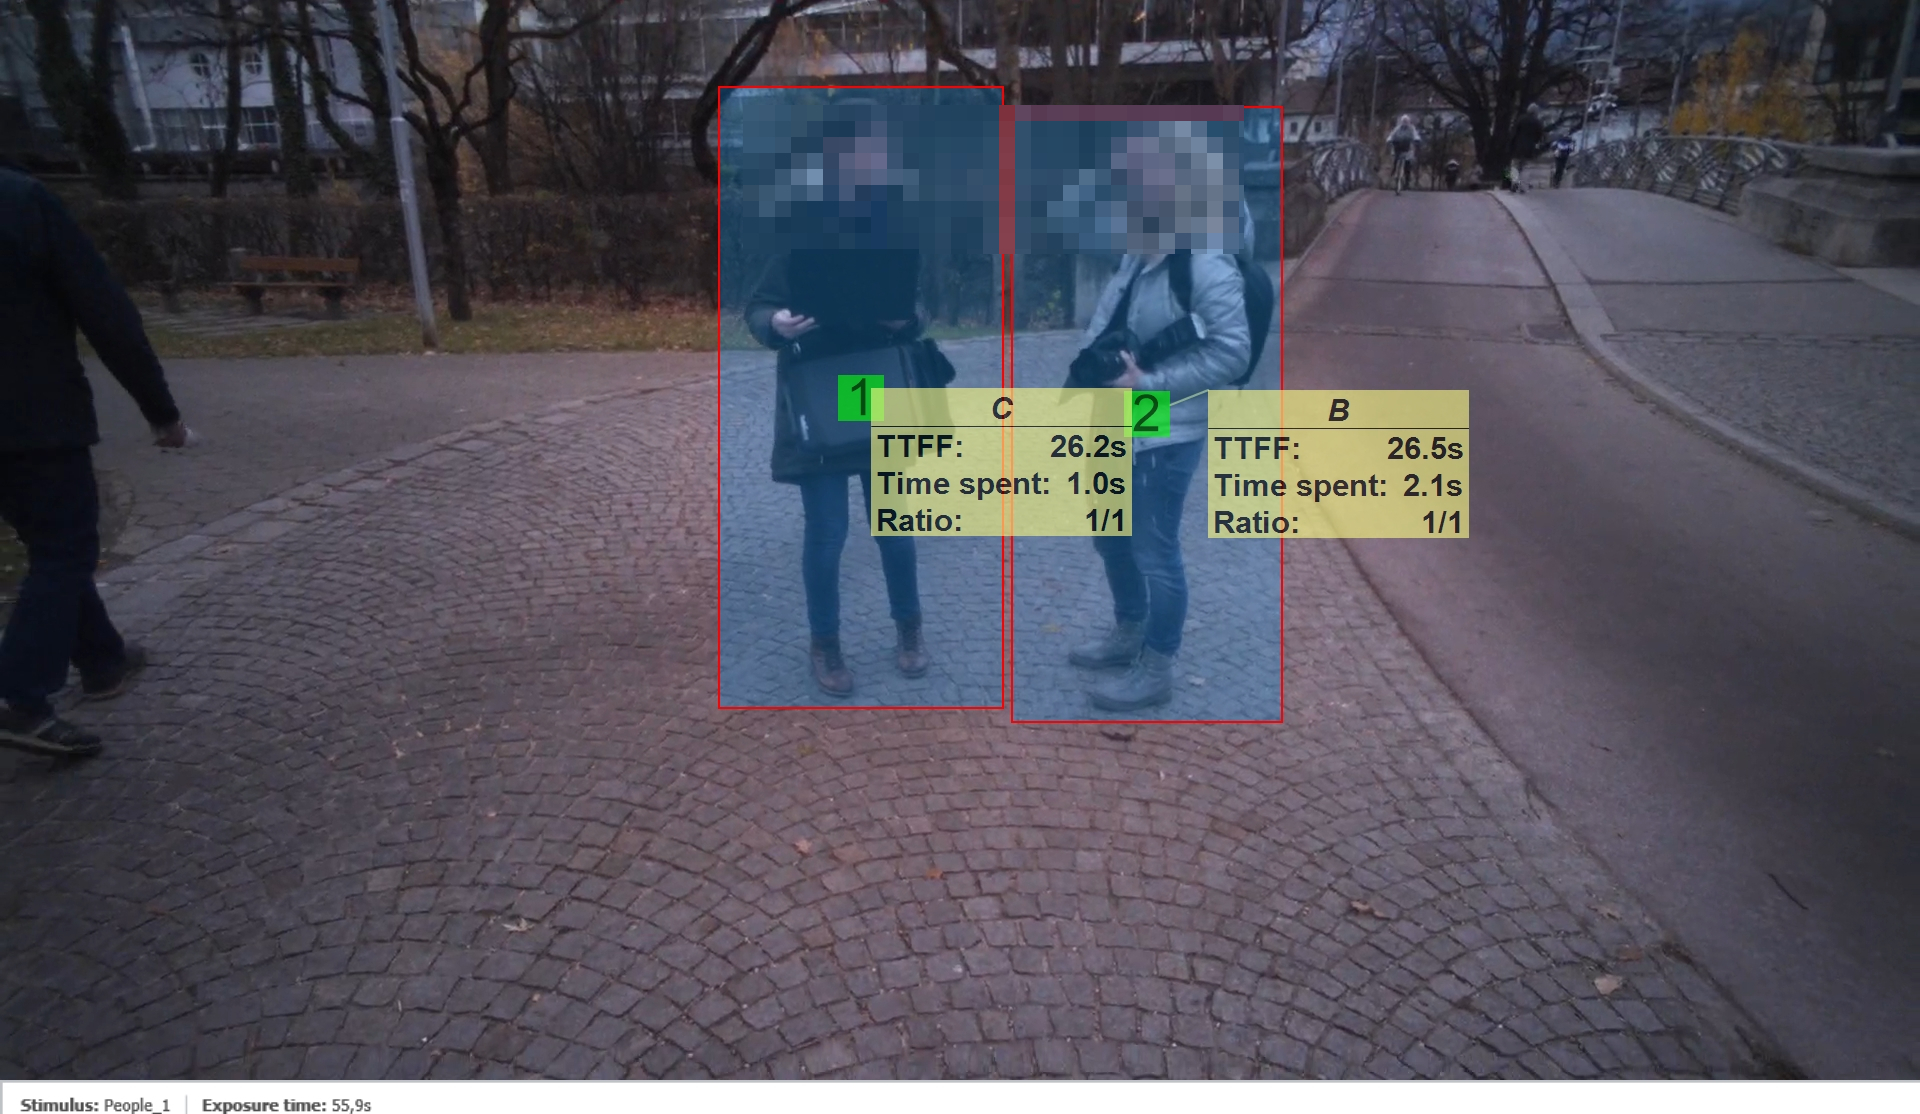 1
C
TTFF: 26.2s
Time spent: 1.0s
Ratio: 1/1
2
B
TTFF: 26.5s
Time spent: 2.1s
Ratio: 1/1
Stimulus: People_1 | Exposure time: 55,9s